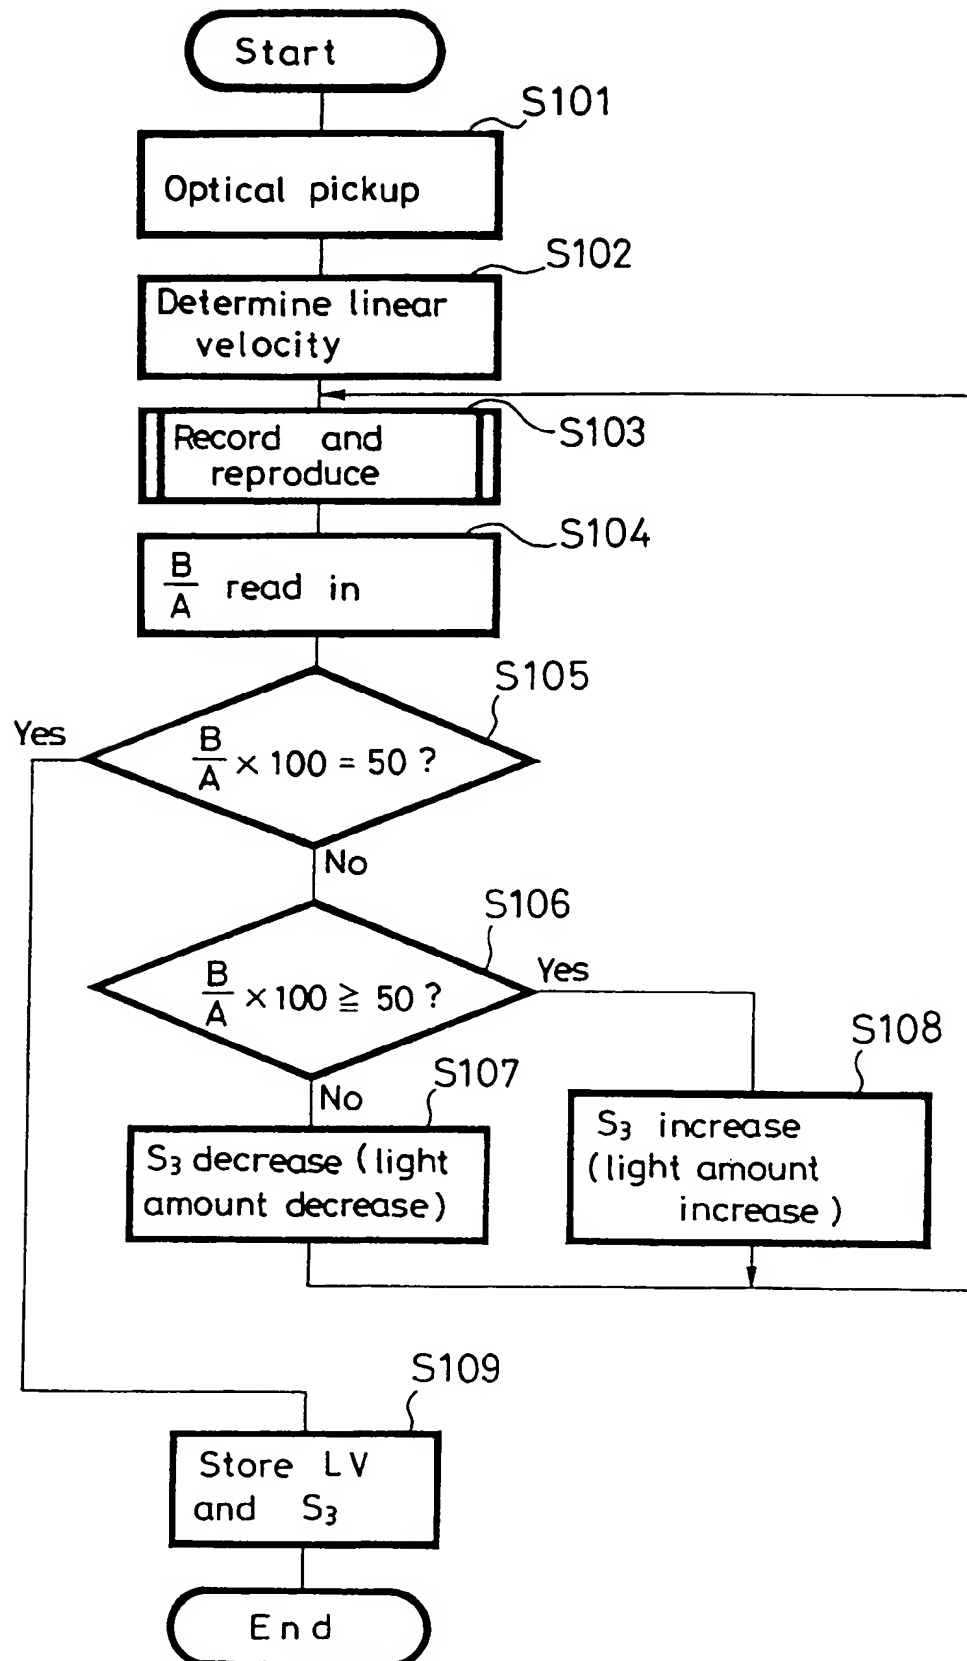 Start
S101
Optical pickup
S102
Determine linear
velocity
S103
Record and
reproduce
S104
B/A read in
S105
Yes
B/A × 100 = 50 ?
No
S106
B/A × 100 ≧ 50 ?
Yes
No
S107
S3 decrease (light
amount decrease)
S108
S3 increase
(light amount
increase)
S109
Store LV
and S3
End